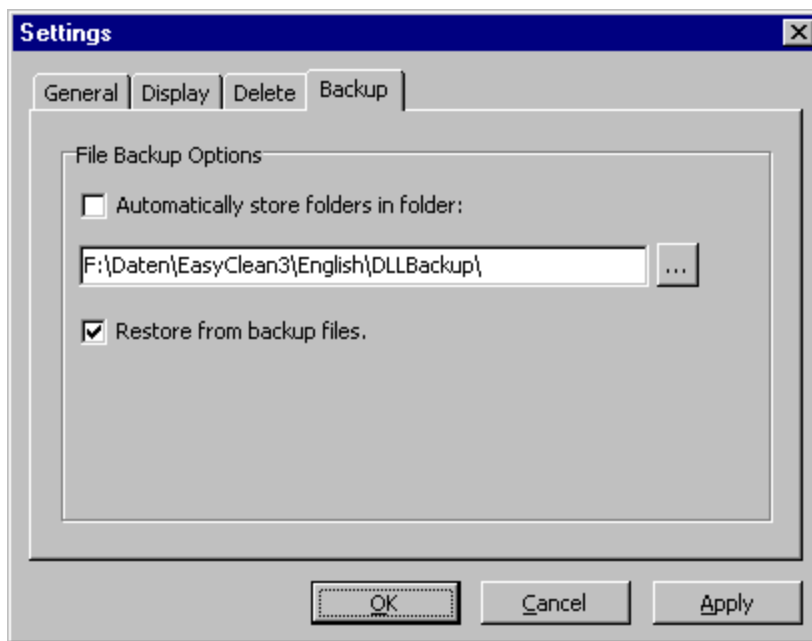 Settings
General Display Delete Backup
File Backup Options
Automatically store folders in folder:
F:\Daten\EasyClean3\English\DLLBackup\ ...
Restore from backup files.
OK Cancel Apply